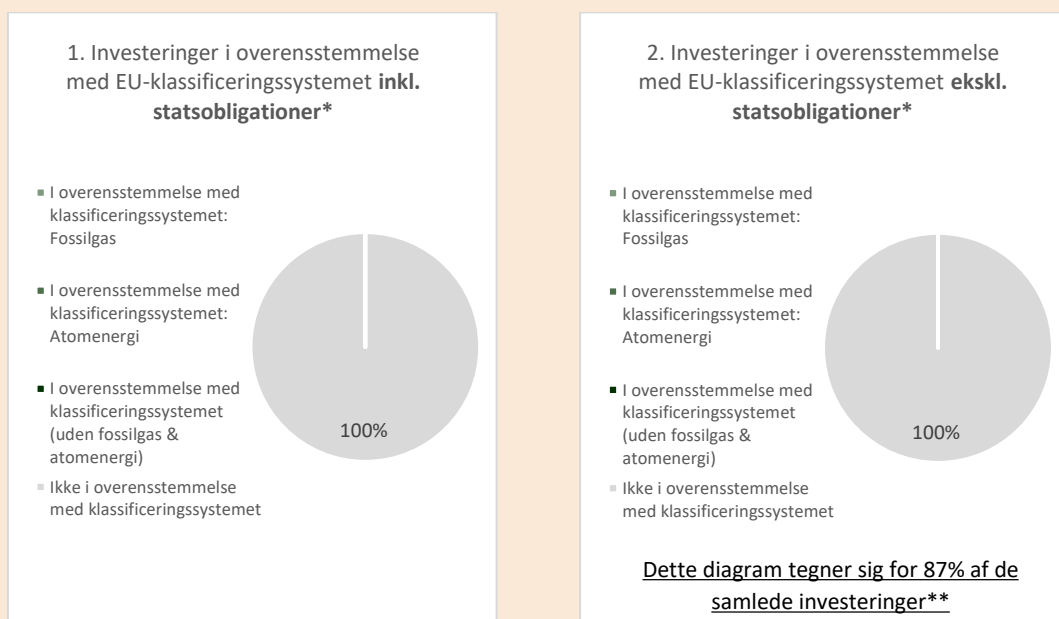 1. Investeringer i overensstemmelse
med EU-klassificeringssystemet inkl.
statsobligationer*
I overensstemmelse med
klassificeringssystemet:
Fossilgas
I overensstemmelse med
klassificeringssystemet:
Atomenergi
I overensstemmelse med
klassificeringssystemet
(uden fossilgas &
atomenergi)
Ikke i overensstemmelse
med klassificeringssystemet
100%
2. Investeringer i overensstemmelse
med EU-klassificeringssystemet ekskl.
statsobligationer*
I overensstemmelse med
klassificeringssystemet:
Fossilgas
I overensstemmelse med
klassificeringssystemet:
Atomenergi
I overensstemmelse med
klassificeringssystemet
(uden fossilgas &
atomenergi)
Ikke i overensstemmelse
med klassificeringssystemet
100%
Dette diagram tegner sig for 87% af de
samlede investeringer**